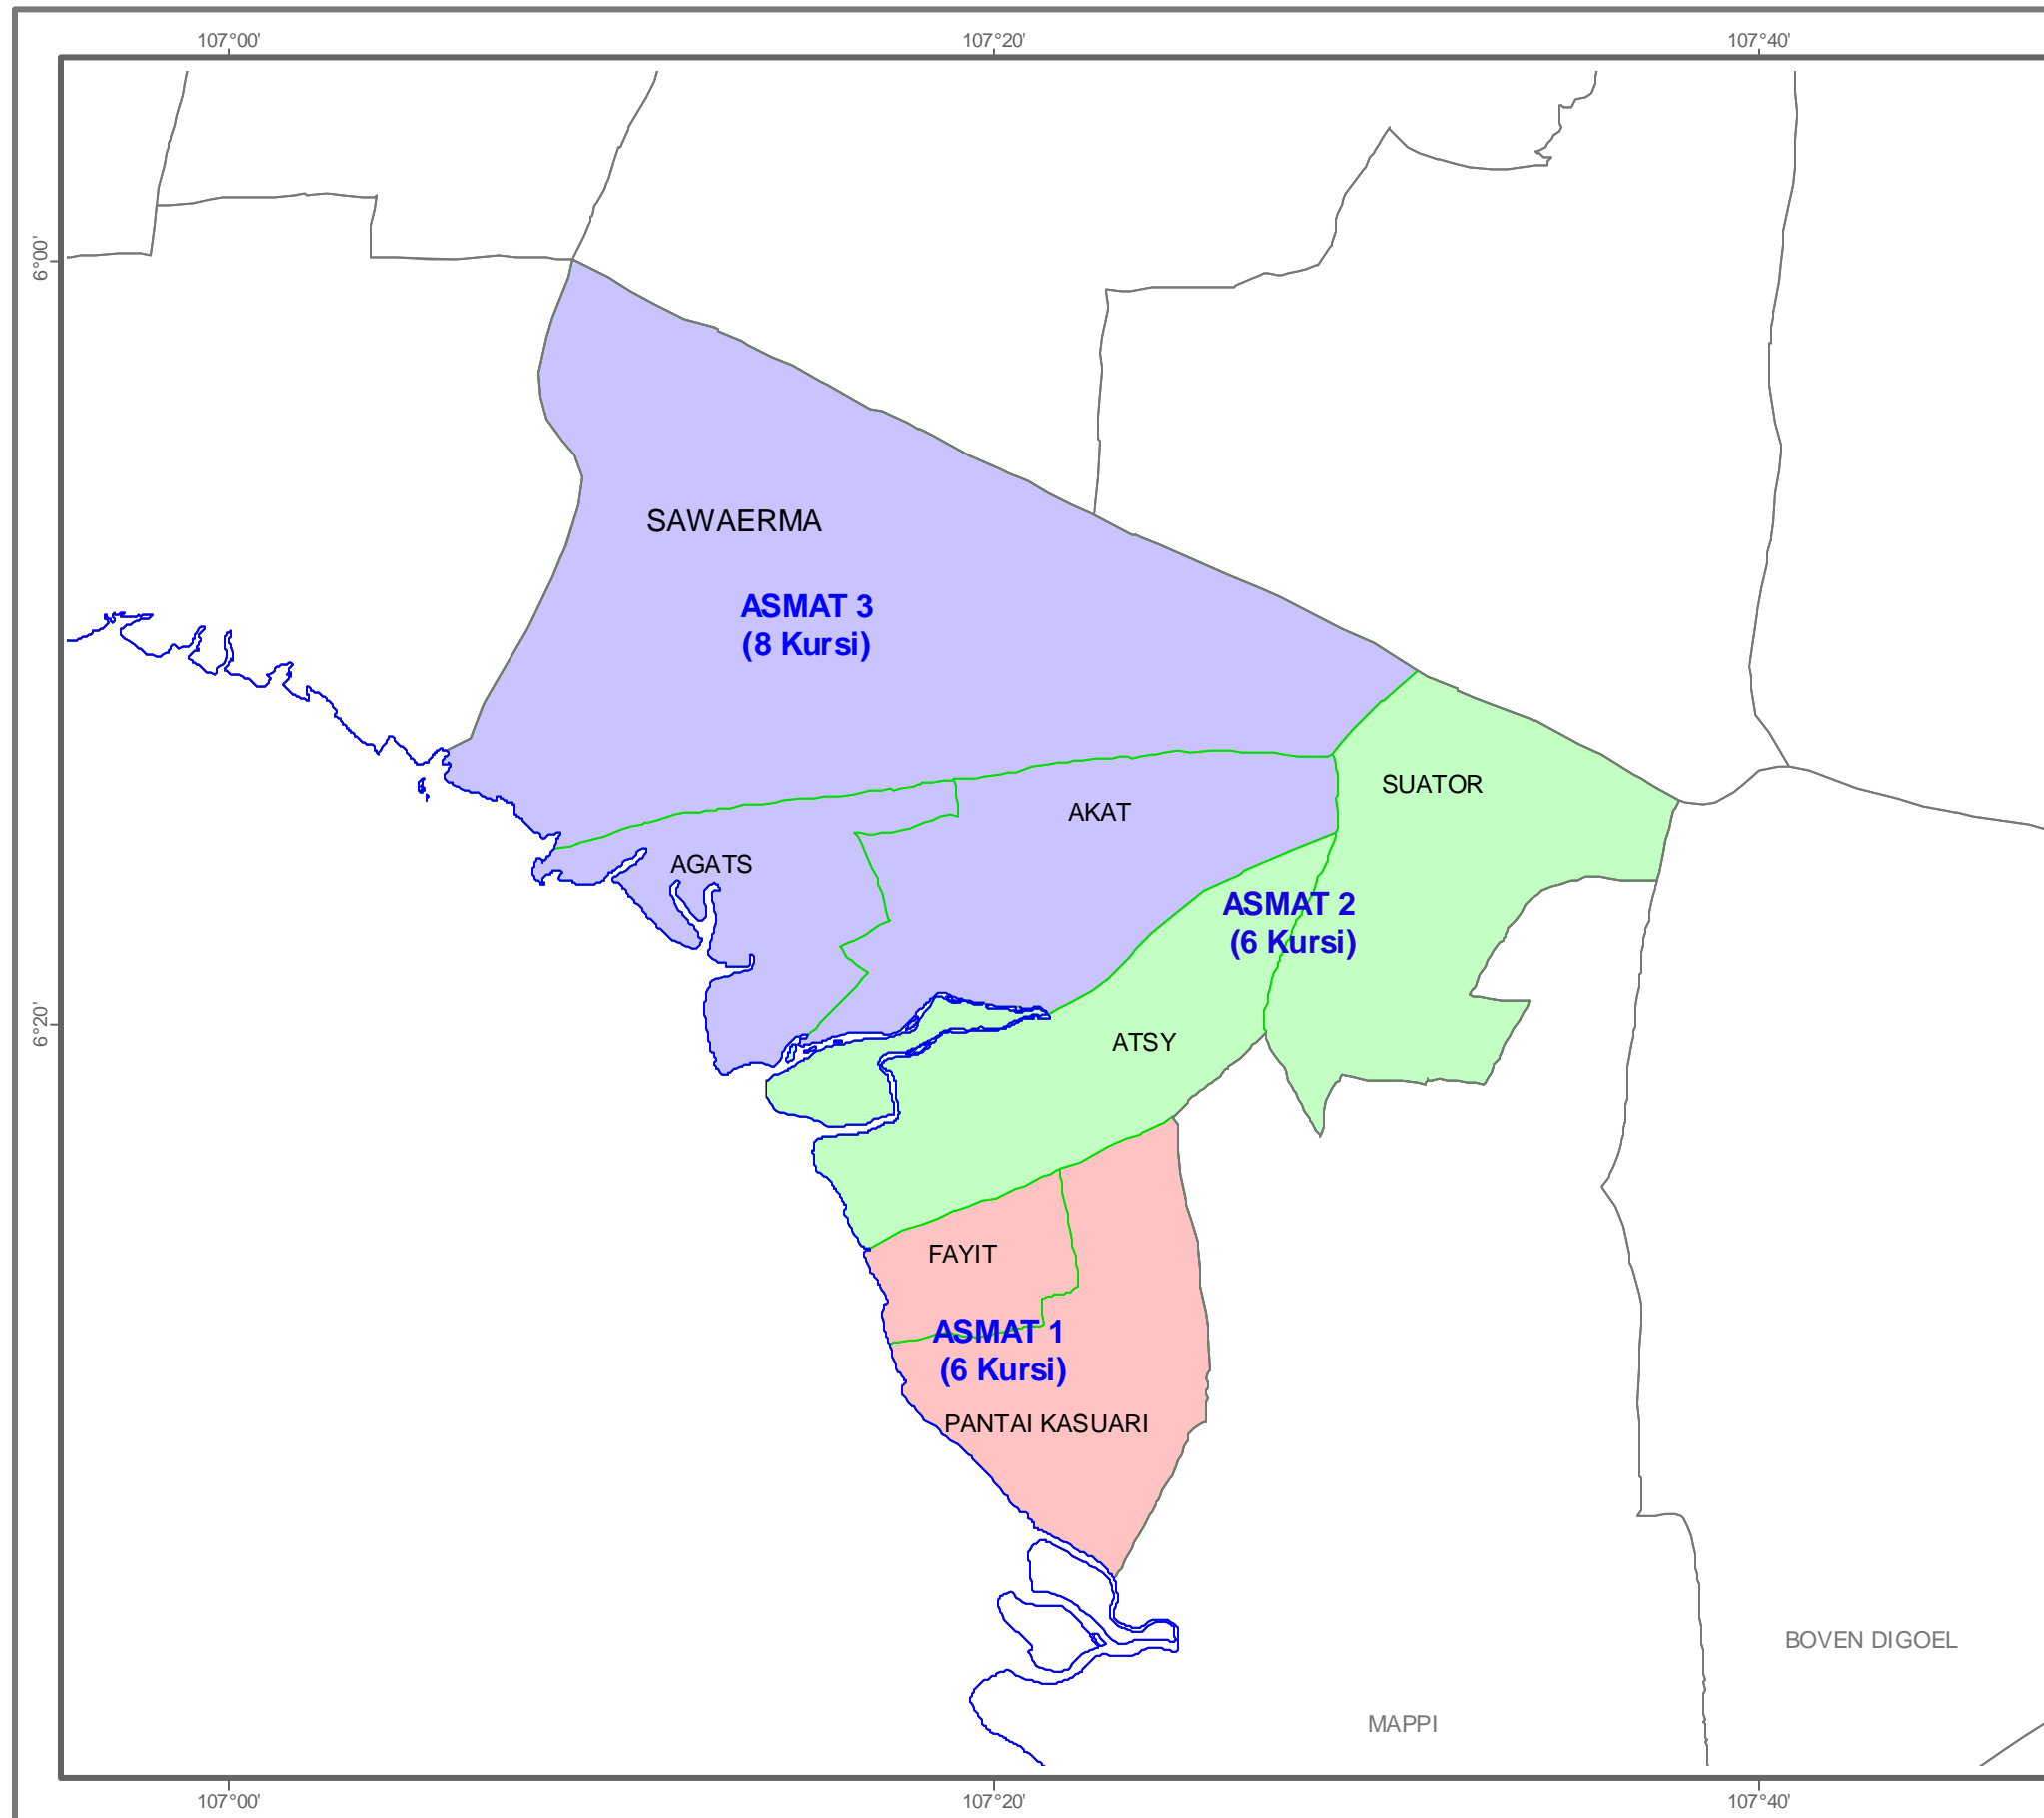 107°00'
107°20'
107°40'
6°00'
SAWAERMA
ASMAT 3
(8 Kursi)
SUATOR
AKAT
AGATS
ASMAT 2
(6 Kursi)
6°20'
ATSY
FAYIT
ASMAT 1
(6 Kursi)
PANTAI KASUARI
BOVEN DIGOEL
MAPPI
107°00'
107°20'
107°40'